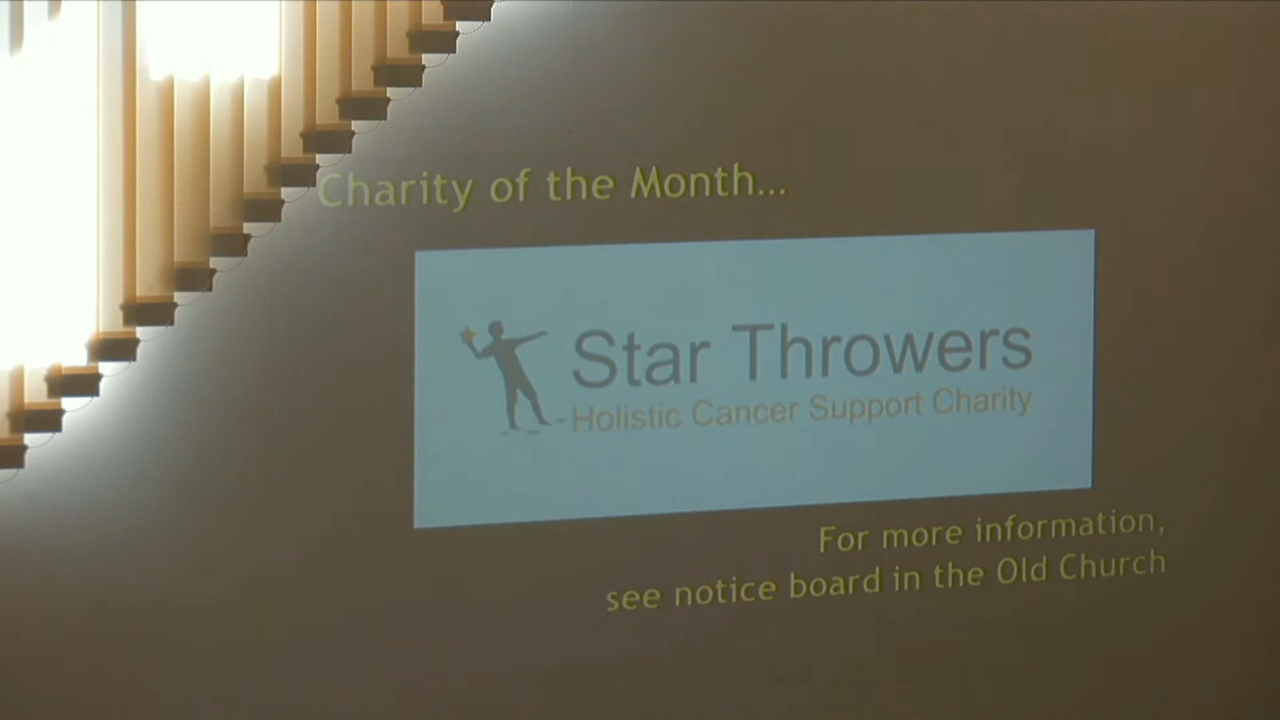 Charity of the Month...
Star Throwers
Holistic Cancer Support Charity
For more information,
see notice board in the Old Church